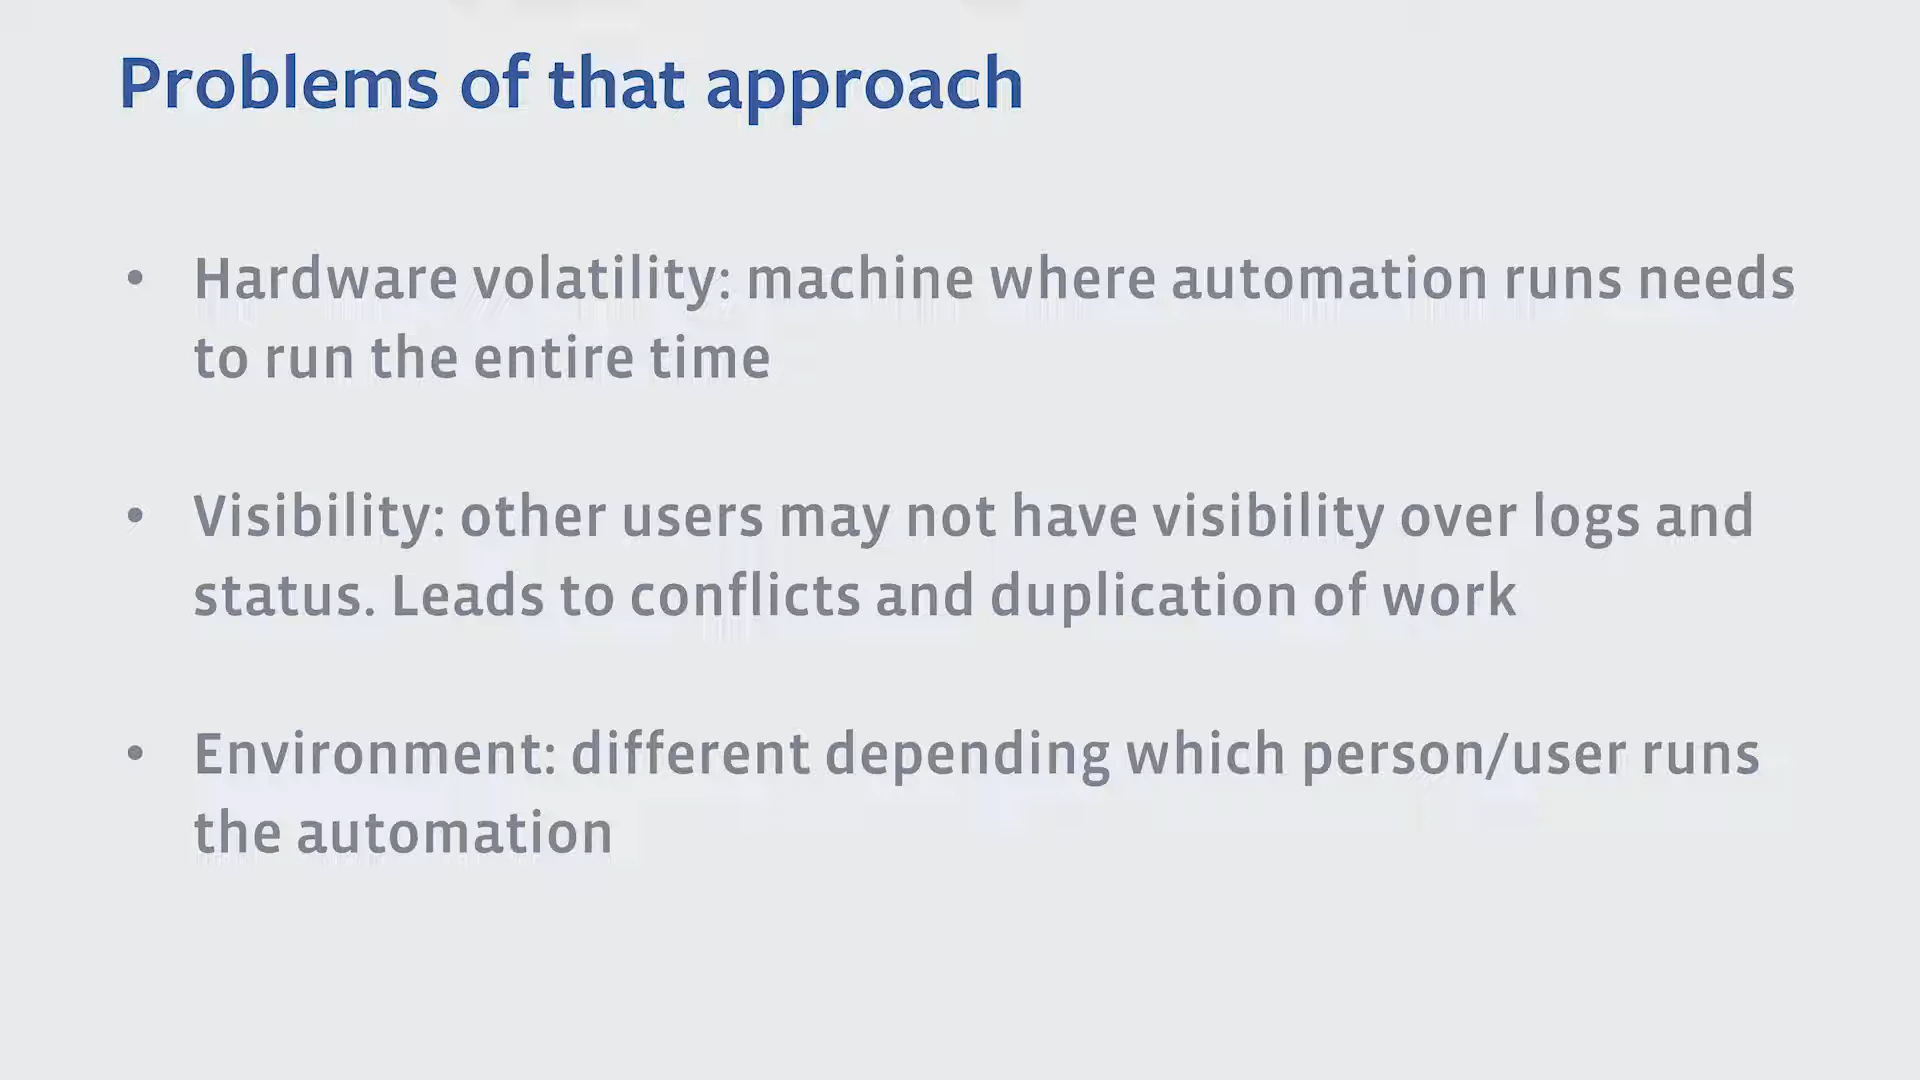 Problems of that approach
• Hardware volatility: machine where automation runs needs
to run the entire time
• Visibility: other users may not have visibility over logs and
status. Leads to conflicts and duplication of work
• Environment: different depending which person/user runs
the automation